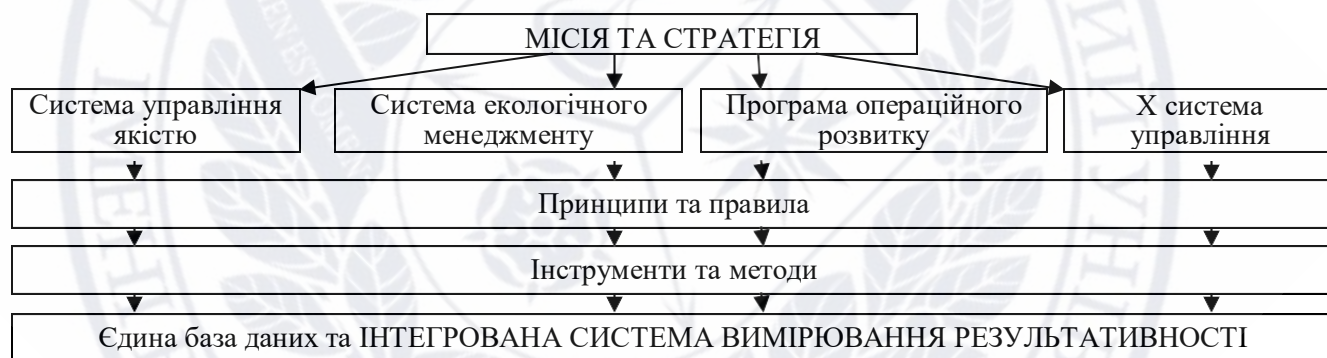 МІСІЯ ТА СТРАТЕГІЯ
Система управління
якістю
Система екологічного
менеджменту
Програма операційного
розвитку
Х система
управління
Принципи та правила
Інструменти та методи
Єдина база даних та ІНТЕГРОВАНА СИСТЕМА ВИМІРЮВАННЯ РЕЗУЛЬТАТИВНОСТІ